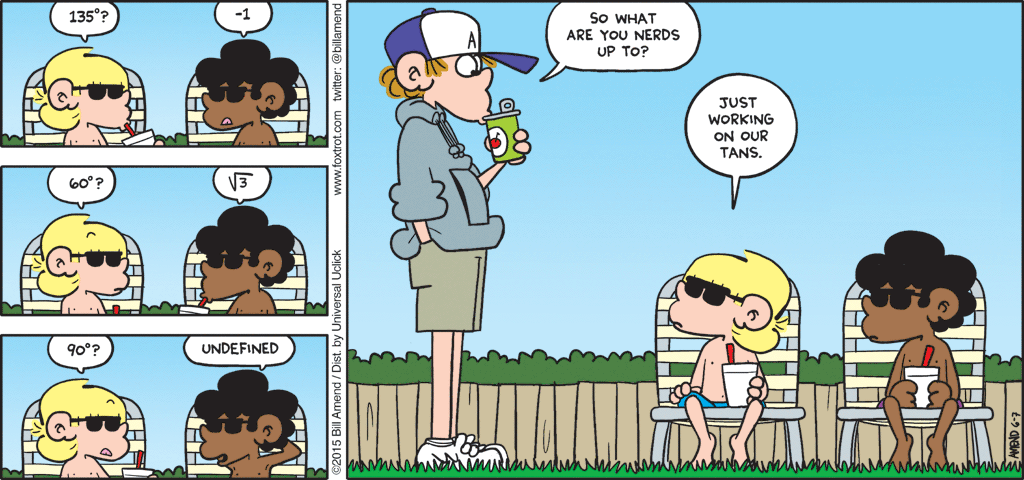 135°?
-1
60°?
√3
90°?
UNDEFINED
©2015 Bill Amend / Dist. by Universal Uclick www.foxtrot.com twitter: @billamend
SO WHAT
ARE YOU NERDS
UP TO?
A
JUST
WORKING
ON OUR
TANS.
AMEND 6-7